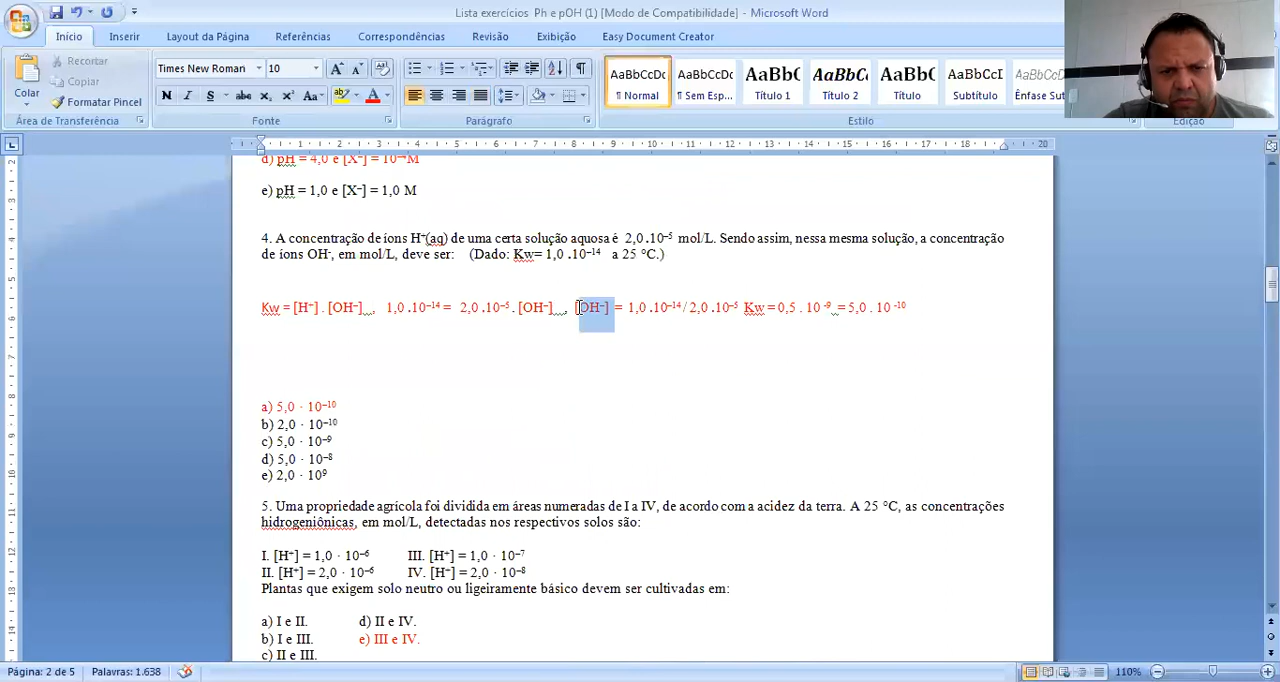 Lista exercícios Ph e pOH (1) [Modo de Compatibilidade] - Microsoft Word
Início Inserir Layout da Página Referências Correspondências Revisão Exibição Easy Document Creator
Recortar
Copiar
Colar
Formatar Pincel
Times New Roman 10
AaBbCcDc AaBbCcDc AaBbC AaBbCc AaBbC AaBbCcI AaBbCcD
¶ Normal ¶ Sem Esp... Título 1 Título 2 Título Subtítulo Ênfase Sut
Área de Transferência Fonte Parágrafo Estilo Edição
d) pH = 4,0 e [X⁻] = 10⁻⁴M
e) pH = 1,0 e [X⁻] = 1,0 M
4. A concentração de íons H⁺(aq) de uma certa solução aquosa é 2,0 .10⁻⁵ mol/L. Sendo assim, nessa mesma solução, a concentração
de íons OH⁻, em mol/L, deve ser: (Dado: Kw= 1,0 .10⁻¹⁴ a 25 °C.)
Kw = [H⁺] . [OH⁻] , 1,0 .10⁻¹⁴ = 2,0 .10⁻⁵ . [OH⁻] , [OH⁻] = 1,0 .10⁻¹⁴ / 2,0 .10⁻⁵ Kw = 0,5 . 10 ⁻⁹ = 5,0 . 10 ⁻¹⁰
a) 5,0 · 10⁻¹⁰
b) 2,0 · 10⁻¹⁰
c) 5,0 · 10⁻⁹
d) 5,0 · 10⁻⁸
e) 2,0 · 10⁹
5. Uma propriedade agrícola foi dividida em áreas numeradas de I a IV, de acordo com a acidez da terra. A 25 °C, as concentrações
hidrogeniônicas, em mol/L, detectadas nos respectivos solos são:
I. [H⁺] = 1,0 · 10⁻⁶ III. [H⁺] = 1,0 · 10⁻⁷
II. [H⁺] = 2,0 · 10⁻⁶ IV. [H⁺] = 2,0 · 10⁻⁸
Plantas que exigem solo neutro ou ligeiramente básico devem ser cultivadas em:
a) I e II. d) II e IV.
b) I e III. e) III e IV.
c) II e III.
Página: 2 de 5 Palavras: 1.638 110%